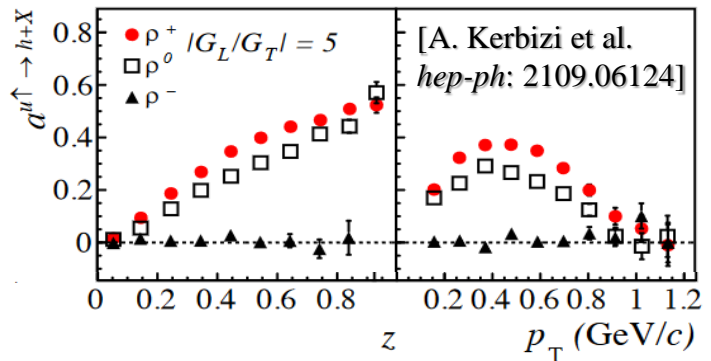 a^{u↑ → h+X}
0.8
0.6
0.4
0.2
0
ρ⁺ |G_L/G_T| = 5
ρ⁰
ρ⁻
[A. Kerbizi et al.
hep-ph: 2109.06124]
0 0.2 0.4 0.6 0.8
0.2 0.4 0.6 0.8 1 1.2
z
p_T (GeV/c)